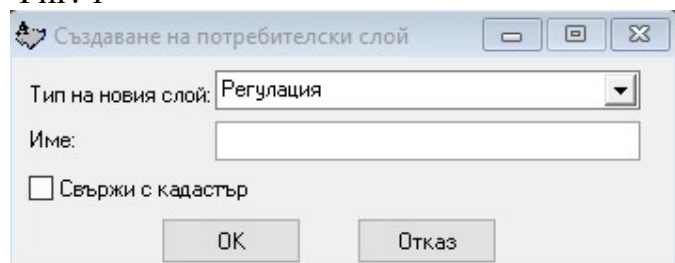 Създаване на потребителски слой
Тип на новия слой: Регулация
Име:
Свържи с кадастър
OK Отказ